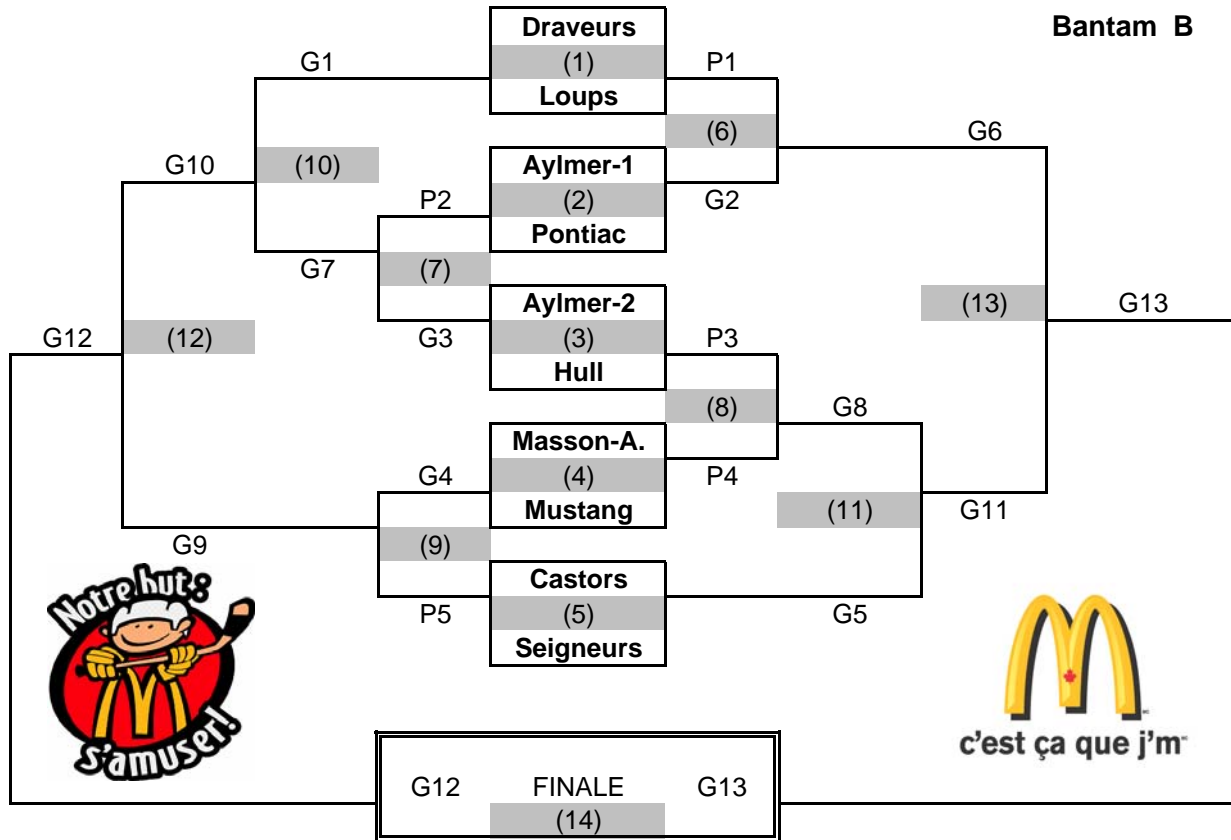 Draveurs
Bantam B
G1
(1)
P1
Loups
(6)
G6
G10
(10)
Aylmer-1
P2
(2)
G2
Pontiac
G7
(7)
Aylmer-2
(13)
G13
G12
(12)
G3
(3)
P3
Hull
(8)
G8
Masson-A.
G4
(4)
P4
Mustang
(11)
G11
G9
(9)
Castors
P5
(5)
G5
Seigneurs
Notre but:
s'amuser!
c'est ça que j'm
G12 FINALE G13
(14)